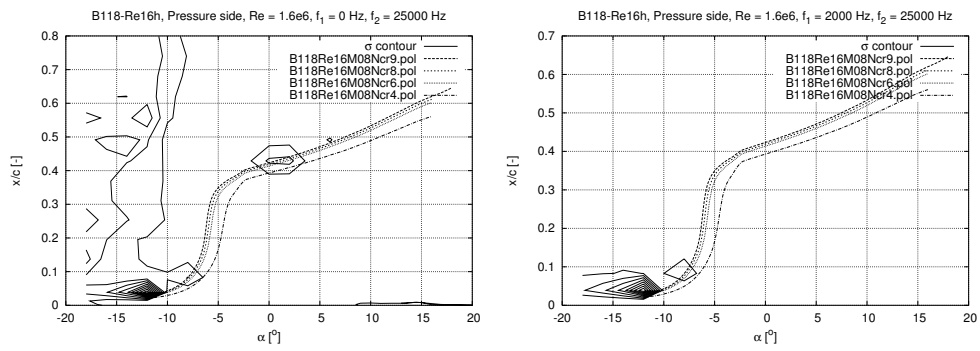 B118-Re16h, Pressure side, Re = 1.6e6, f₁ = 0 Hz, f₂ = 25000 Hz
σ contour
B118Re16M08Ncr9.pol
B118Re16M08Ncr8.pol
B118Re16M08Ncr6.pol
B118Re16M08Ncr4.pol
x/c [-]
0.8
0.7
0.6
0.5
0.4
0.3
0.2
0.1
0
-20 -15 -10 -5 0 5 10 15 20
α [°]
B118-Re16h, Pressure side, Re = 1.6e6, f₁ = 2000 Hz, f₂ = 25000 Hz
σ contour
B118Re16M08Ncr9.pol
B118Re16M08Ncr8.pol
B118Re16M08Ncr6.pol
B118Re16M08Ncr4.pol
x/c [-]
0.7
0.6
0.5
0.4
0.3
0.2
0.1
0
-20 -15 -10 -5 0 5 10 15 20
α [°]